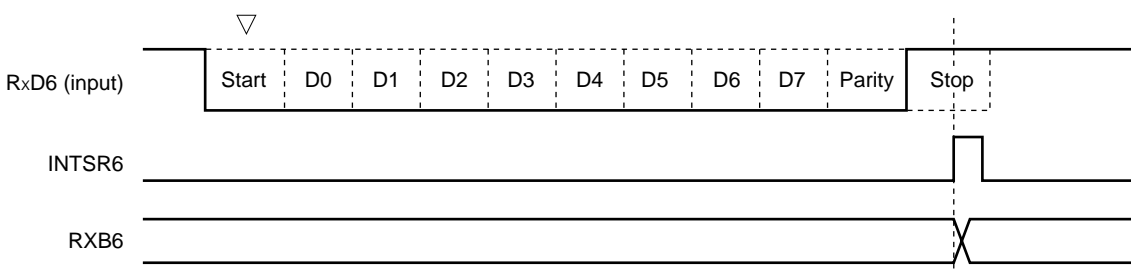 RxD6 (input) Start D0 D1 D2 D3 D4 D5 D6 D7 Parity Stop
INTSR6
RXB6